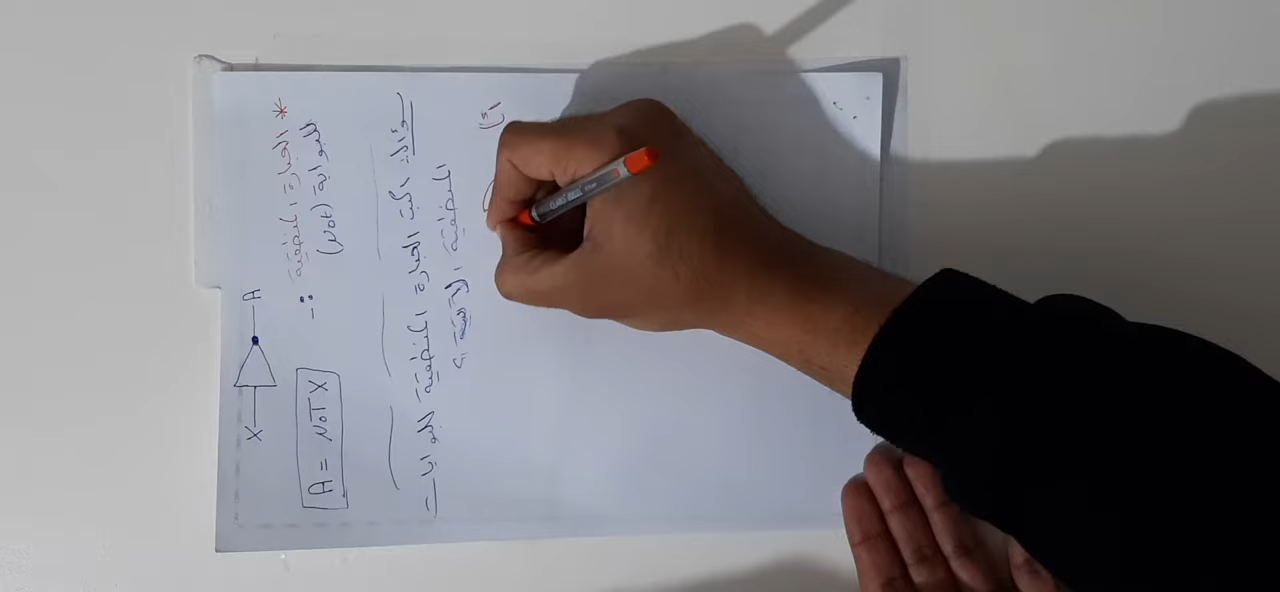 * العبارة المنطقية
للبوابة (NOT) :-
X A
A = NOT X
سؤال: اكتب العبارة المنطقية للبوابات
المنطقية الآتية؟